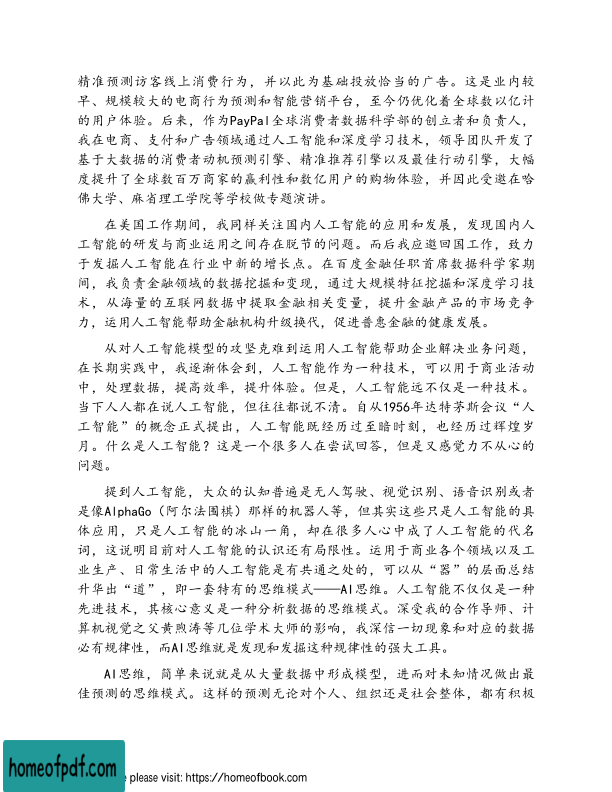 精准预测访客线上消费行为，并以此为基础投放恰当的广告。这是业内较
早、规模较大的电商行为预测和智能营销平台，至今仍优化着全球数以亿计
的用户体验。后来，作为PayPal全球消费者数据科学部的创立者和负责人，
我在电商、支付和广告领域通过人工智能和深度学习技术，领导团队开发了
基于大数据的消费者动机预测引擎、精准推荐引擎以及最佳行动引擎，大幅
度提升了全球数百万商家的赢利性和数亿用户的购物体验，并因此受邀在哈
佛大学、麻省理工学院等学校做专题演讲。
在美国工作期间，我同样关注国内人工智能的应用和发展，发现国内人
工智能的研发与商业运用之间存在脱节的问题。而后我应邀回国工作，致力
于发掘人工智能在行业中新的增长点。在百度金融任职首席数据科学家期
间，我负责金融领域的数据挖掘和变现，通过大规模特征挖掘和深度学习技
术，从海量的互联网数据中提取金融相关变量，提升金融产品的市场竞争
力，运用人工智能帮助金融机构升级换代，促进普惠金融的健康发展。
从对人工智能模型的攻坚克难到运用人工智能帮助企业解决业务问题，
在长期实践中，我逐渐体会到，人工智能作为一种技术，可以用于商业活动
中，处理数据，提高效率，提升体验。但是，人工智能远不仅是一种技术。
当下人人都在说人工智能，但往往都说不清。自从1956年达特茅斯会议“人
工智能”的概念正式提出，人工智能既经历过至暗时刻，也经历过辉煌岁
月。什么是人工智能？这是一个很多人在尝试回答，但是又感觉力不从心的
问题。
提到人工智能，大众的认知普遍是无人驾驶、视觉识别、语音识别或者
是像AlphaGo（阿尔法围棋）那样的机器人等，但其实这些只是人工智能的具
体应用，只是人工智能的冰山一角，却在很多人心中成了人工智能的代名
词，这说明目前对人工智能的认识还有局限性。运用于商业各个领域以及工
业生产、日常生活中的人工智能是有共通之处的，可以从“器”的层面总结
升华出“道”，即一套特有的思维模式——AI思维。人工智能不仅仅是一种
先进技术，其核心意义是一种分析数据的思维模式。深受我的合作导师、计
算机视觉之父黄煦涛等几位学术大师的影响，我深信一切现象和对应的数据
必有规律性，而AI思维就是发现和发掘这种规律性的强大工具。
AI思维，简单来说就是从大量数据中形成模型，进而对未知情况做出最
佳预测的思维模式。这样的预测无论对个人、组织还是社会整体，都有积极
homeofpdf.com
please visit: https://homeofbook.com